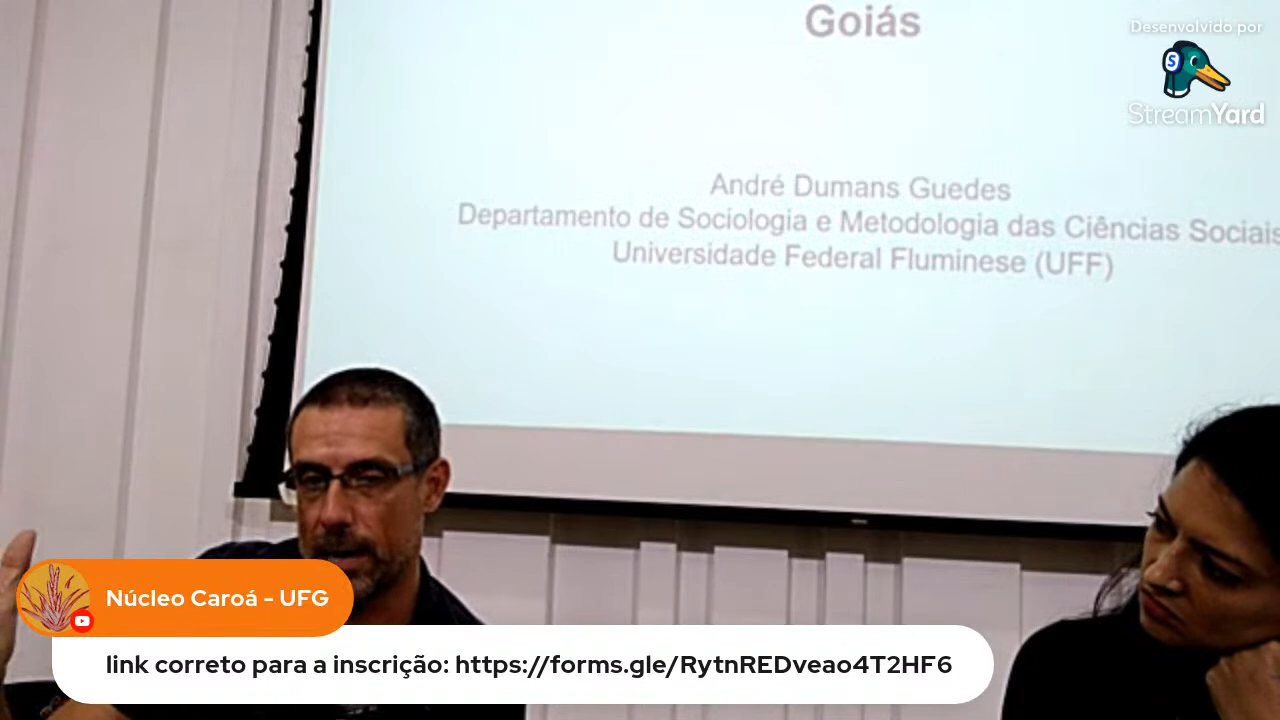 Goiás
Desenvolvido por
S
StreamYard
André Dumans Guedes
Departamento de Sociologia e Metodologia das Ciências Sociais
Universidade Federal Fluminese (UFF)
Núcleo Caroá - UFG
link correto para a inscrição: https://forms.gle/RytnREDveao4T2HF6